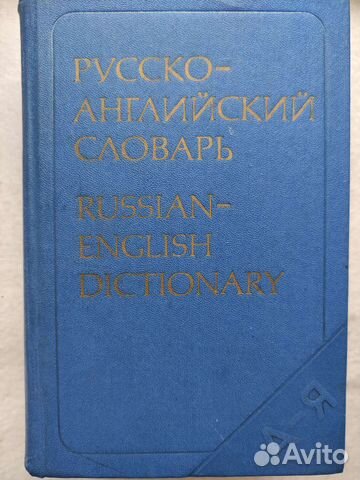 РУССКО-
АНГЛИЙСКИЙ
СЛОВАРЬ
RUSSIAN-
ENGLISH
DICTIONARY
Я
А
Avito